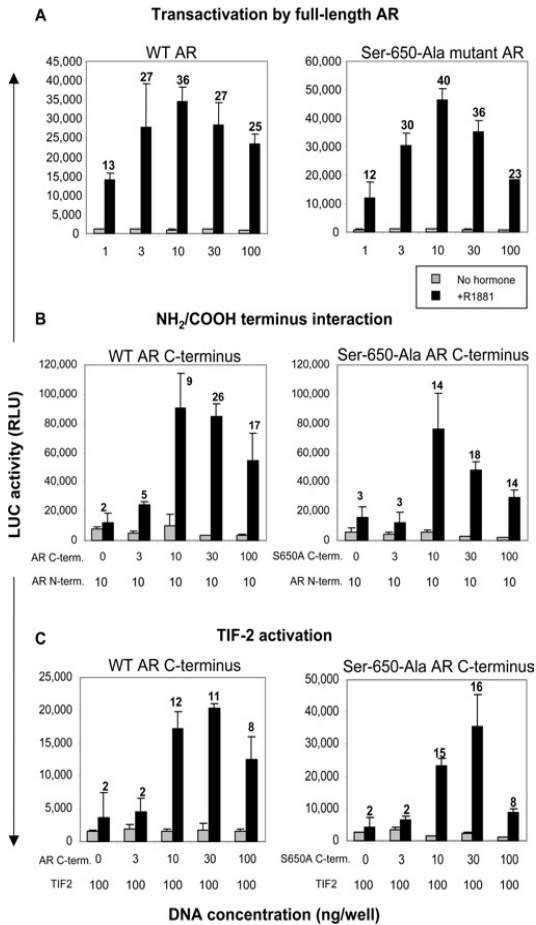 A Transactivation by full-length AR
WT AR
45,000
40,000
35,000
30,000
25,000
20,000
15,000
10,000
5,000
0
13 27 36 27 25
1 3 10 30 100
Ser-650-Ala mutant AR
60,000
50,000
40,000
30,000
20,000
10,000
0
12 30 40 36 23
1 3 10 30 100
No hormone
+R1881
B NH2/COOH terminus interaction
LUC activity (RLU)
WT AR C-terminus
120,000
100,000
80,000
60,000
40,000
20,000
0
2 5 9 26 17
AR C-term. 0 3 10 30 100
AR N-term. 10 10 10 10 10
Ser-650-Ala AR C-terminus
120,000
100,000
80,000
60,000
40,000
20,000
0
3 3 14 18 14
S650A C-term. 0 3 10 30 100
AR N-term. 10 10 10 10 10
C TIF-2 activation
WT AR C-terminus
25,000
20,000
15,000
10,000
5,000
0
2 2 12 11 8
AR C-term. 0 3 10 30 100
TIF2 100 100 100 100 100
Ser-650-Ala AR C-terminus
50,000
40,000
30,000
20,000
10,000
0
2 2 15 16 8
S650A C-term. 0 3 10 30 100
TIF2 100 100 100 100 100
DNA concentration (ng/well)